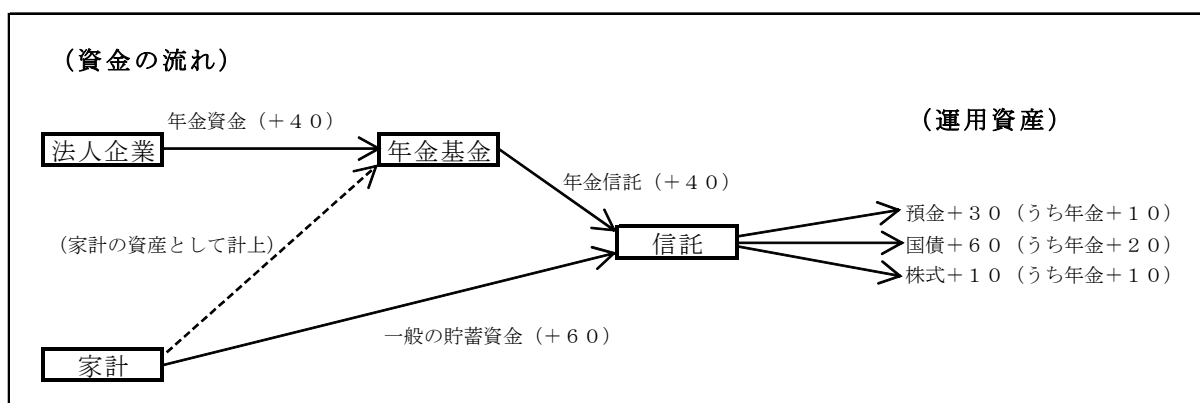 （資金の流れ）
（運用資産）
年金資金（＋４０）
法人企業
年金基金
年金信託（＋４０）
預金＋３０（うち年金＋１０）
（家計の資産として計上）
信託
国債＋６０（うち年金＋２０）
株式＋１０（うち年金＋１０）
一般の貯蓄資金（＋６０）
家計